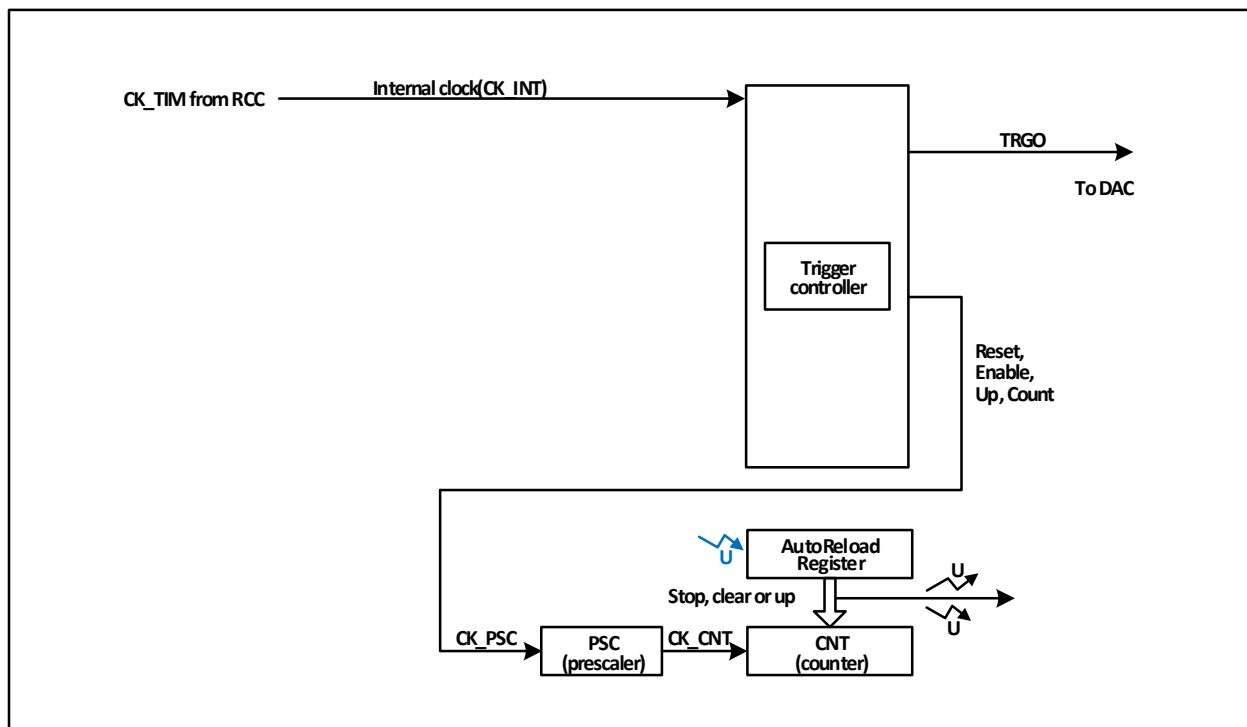 Internal clock(CK_INT)
CK_TIM from RCC
TRGO
To DAC
Trigger
controller
Reset,
Enable,
Up, Count
U
AutoReload
Register
U
Stop, clear or up
U
CK_PSC
PSC
(prescaler)
CK_CNT
CNT
(counter)